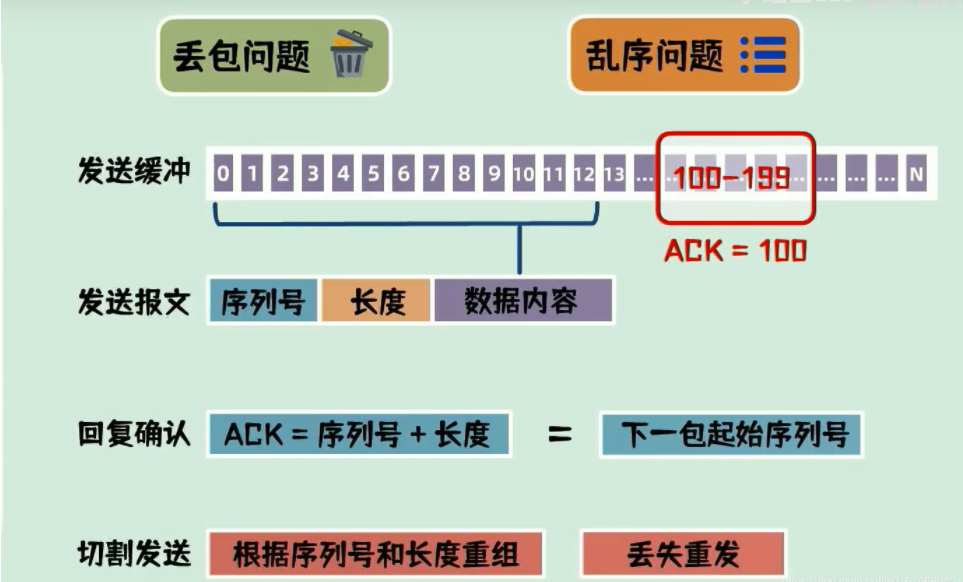 丢包问题 乱序问题
发送缓冲 0 1 2 3 4 5 6 7 8 9 10 11 12 13 ... 100-199 ... ... ... ... N
ACK = 100
发送报文 序列号 长度 数据内容
回复确认 ACK = 序列号 + 长度 = 下一包起始序列号
切割发送 根据序列号和长度重组 丢失重发